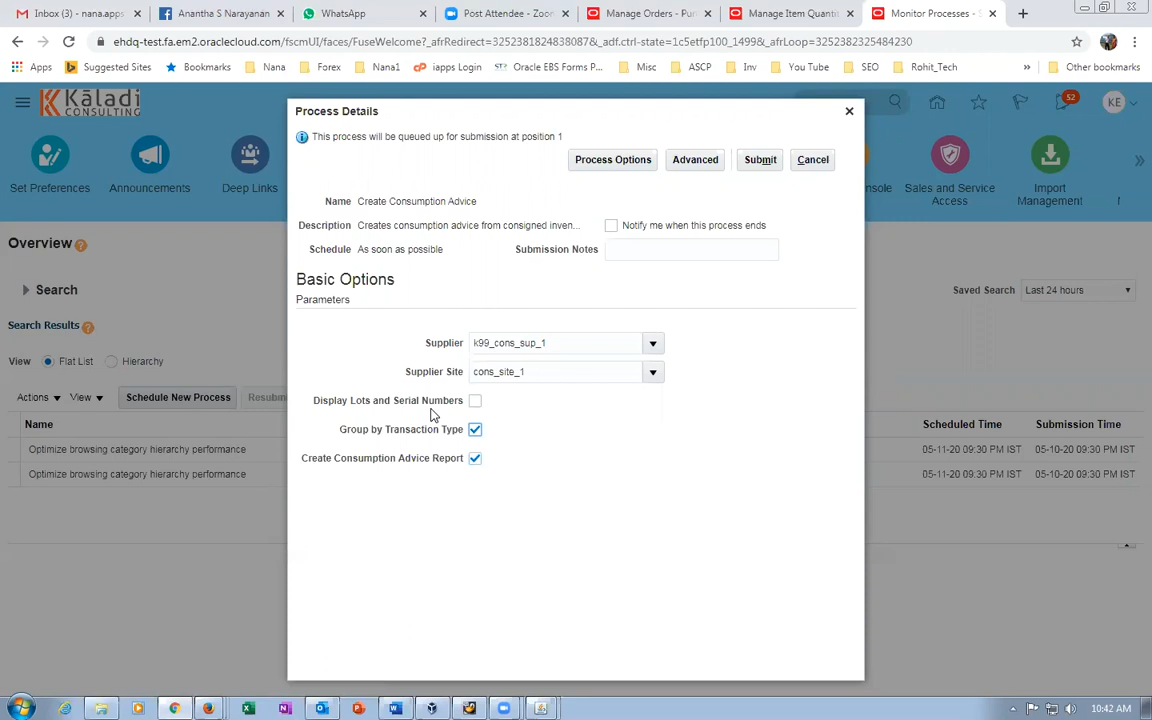 Inbox (3) - nana.apps
Anantha S Narayanan
WhatsApp
Post Attendee - Zoom
Manage Orders - Pur
Manage Item Quanti
Monitor Processes - S
ehdq-test.fa.em2.oraclecloud.com/fscmUI/faces/FuseWelcome?_afrRedirect=325238182483​8087&_adf.ctrl-state=1c5etfp100_1499&_afrLoop=3252382325484230
Apps
Suggested Sites
Bookmarks
Nana
Forex
Nana1
iapps Login
Oracle EBS Forms P...
Misc
ASCP
Inv
You Tube
SEO
Rohit_Tech
»
Other bookmarks
Kāladi
CONSULTING
52
KE
Set Preferences
Announcements
Deep Links
nsole
Sales and Service Access
Import Management
Overview
Search
Saved Search Last 24 hours
Search Results
View Flat List Hierarchy
Actions View Schedule New Process Resubm
Name Scheduled Time Submission Time
Optimize browsing category hierarchy performance 05-11-20 09:30 PM IST 05-10-20 09:30 PM IST
Optimize browsing category hierarchy performance 05-11-20 09:30 PM IST 05-10-20 09:30 PM IST
Process Details
This process will be queued up for submission at position 1
Process Options Advanced Submit Cancel
Name Create Consumption Advice
Description Creates consumption advice from consigned inven... Notify me when this process ends
Schedule As soon as possible Submission Notes
Basic Options
Parameters
Supplier k99_cons_sup_1
Supplier Site cons_site_1
Display Lots and Serial Numbers
Group by Transaction Type
Create Consumption Advice Report
10:42 AM